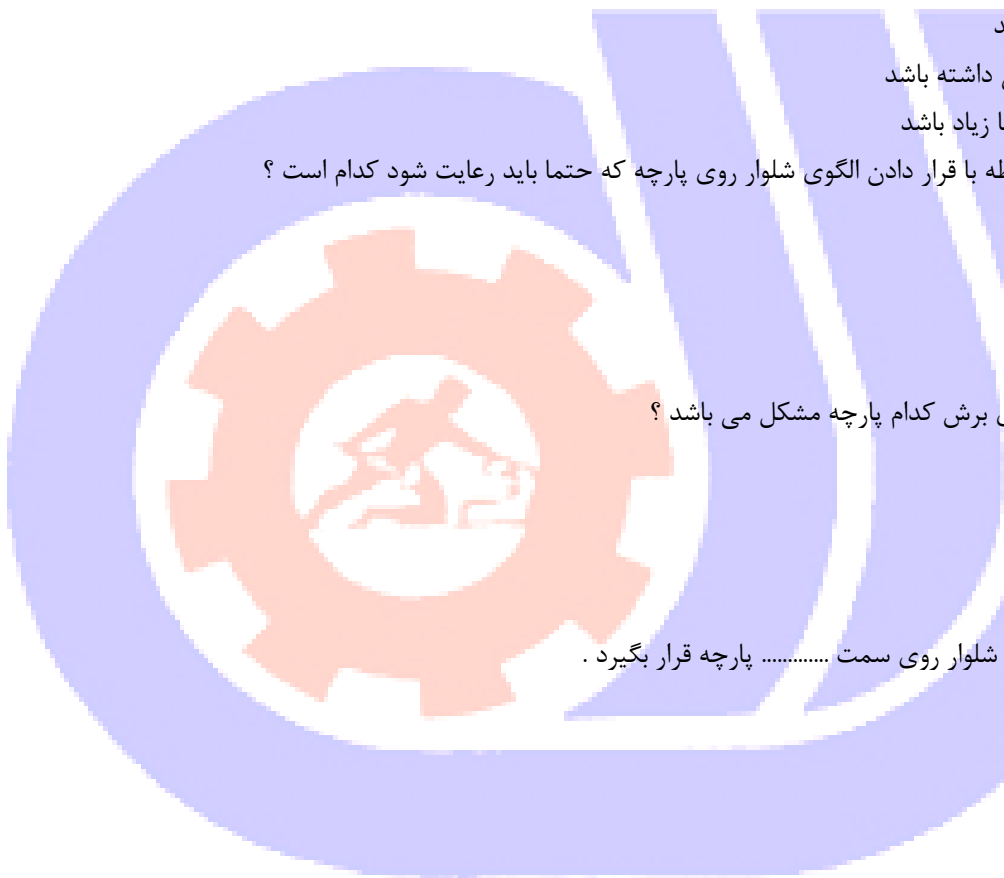 داشته باشد
زیاد باشد
با قرار دادن الگوی شلوار روی پارچه که حتما باید رعایت شود کدام است ؟
برش کدام پارچه مشکل می باشد ؟
شلوار روی سمت ............. پارچه قرار بگیرد .